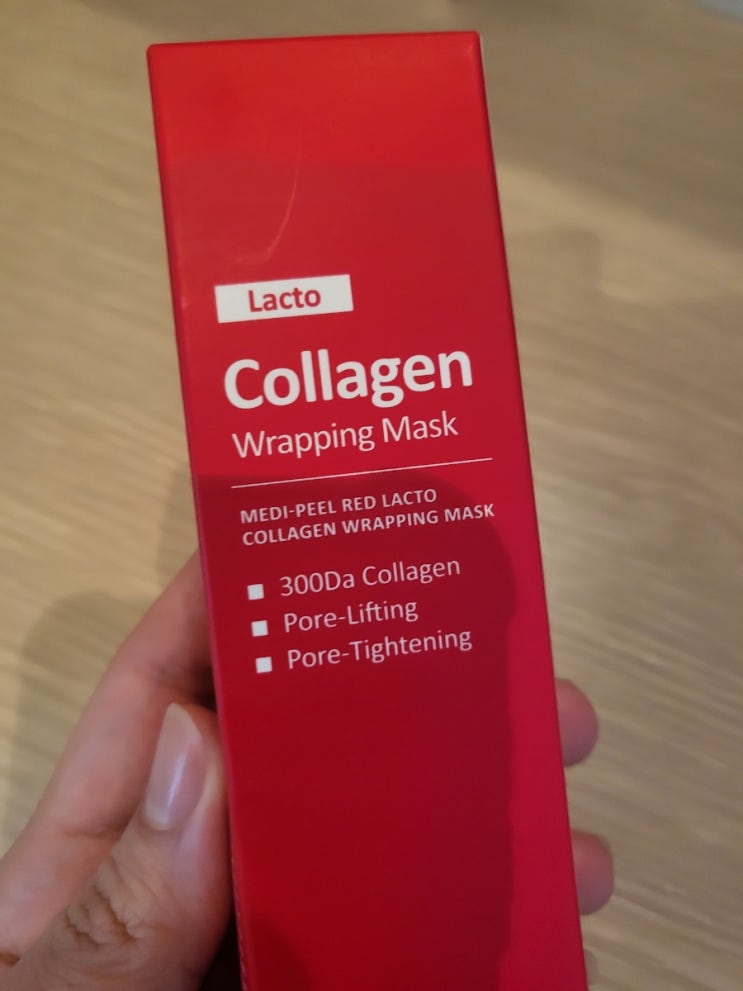 Lacto
Collagen
Wrapping Mask
MEDI-PEEL RED LACTO
COLLAGEN WRAPPING MASK
300Da Collagen
Pore-Lifting
Pore-Tightening